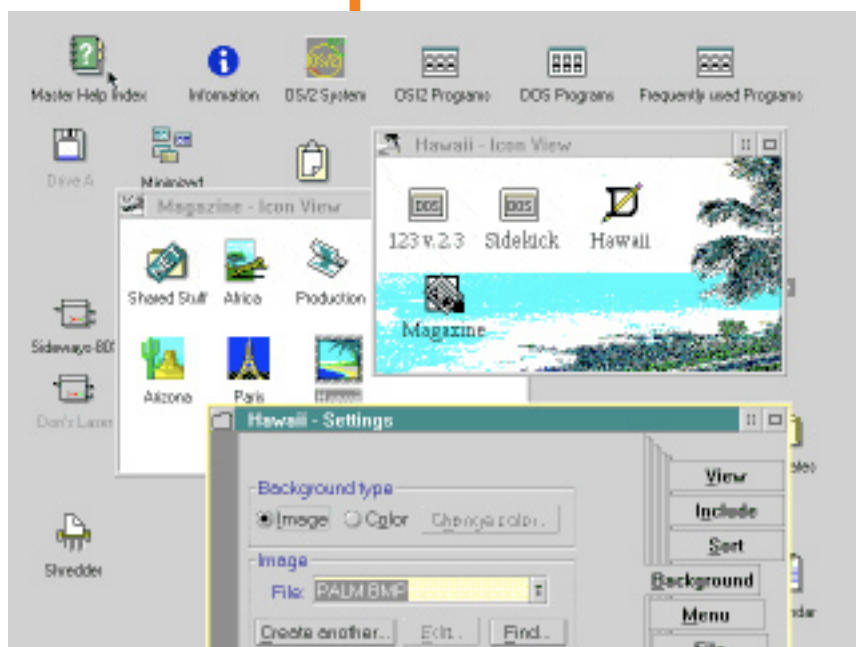 Master Help Index
Information
OS/2 System
OS/2 Programs
DOS Programs
Frequently used Programs
Drive A
Minimized
Hawaii - Icon View
DOS
DOS
123 v.2.3
Sidekick
Hawaii
Magazine
Magazine - Icon View
Shared Stuff
Africa
Production
Arizona
Paris
Hawaii
Sideways-80
Don's Laser
Shredder
Hawaii - Settings
Background type
Image
Color
Change color..
Image
File:
PALM.BMP
Create another..
Edit..
Find..
View
Include
Sort
Background
Menu
File